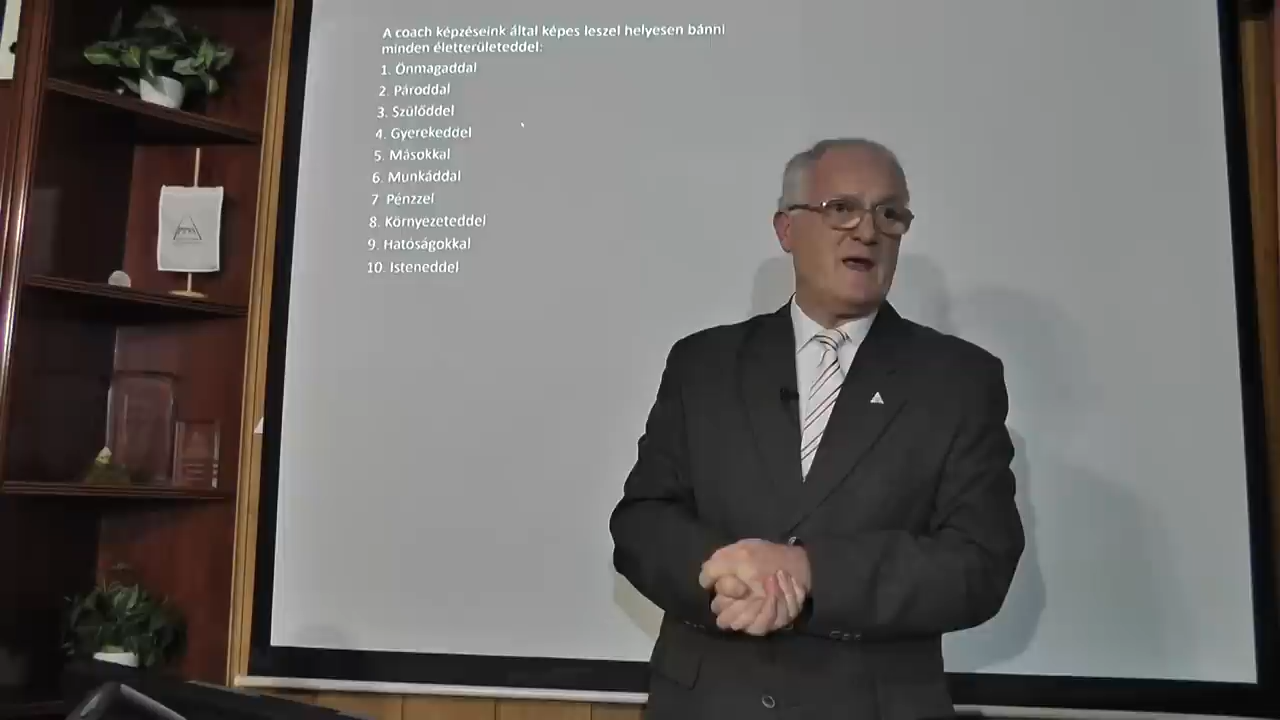 A coach képzéseink által képes leszel helyesen bánni
minden életterületeddel:
1. Önmagaddal
2. Pároddal
3. Szülőddel
4. Gyerekeddel
5. Másokkal
6. Munkáddal
7 Pénzzel
8. Környezeteddel
9. Hatóságokkal
10. Isteneddel